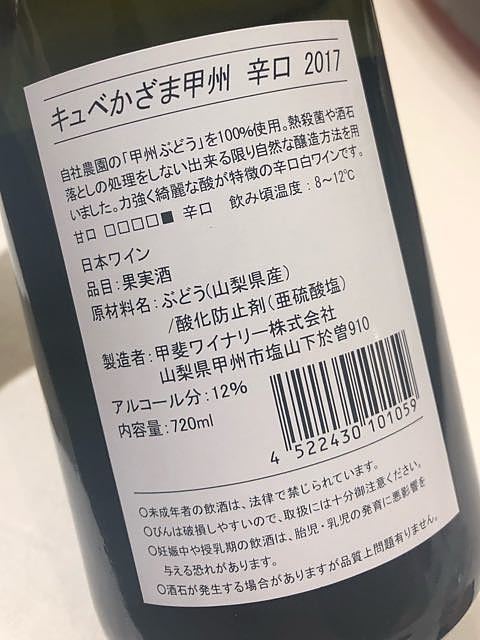 キュベかざま甲州 辛口 2017
自社農園の「甲州ぶどう」を100%使用。熱殺菌や酒石
落としの処理をしない出来る限り自然な醸造方法を用
いました。力強く綺麗な酸が特徴の辛口白ワインです。
甘口 □□□□■ 辛口 飲み頃温度：8～12℃
日本ワイン
品目：果実酒
原材料名：ぶどう(山梨県産)
/酸化防止剤(亜硫酸塩)
製造者：甲斐ワイナリー株式会社
山梨県甲州市塩山下於曽910
アルコール分：12%
内容量：720ml
4 522430 101059
○未成年者の飲酒は、法律で禁じられています。
○びんは破損しやすいので、取扱には十分御注意ください。
○妊娠中や授乳期の飲酒は、胎児・乳児の発育に悪影響を
与える恐れがあります。
○酒石が発生する場合がありますが品質上問題有りません。